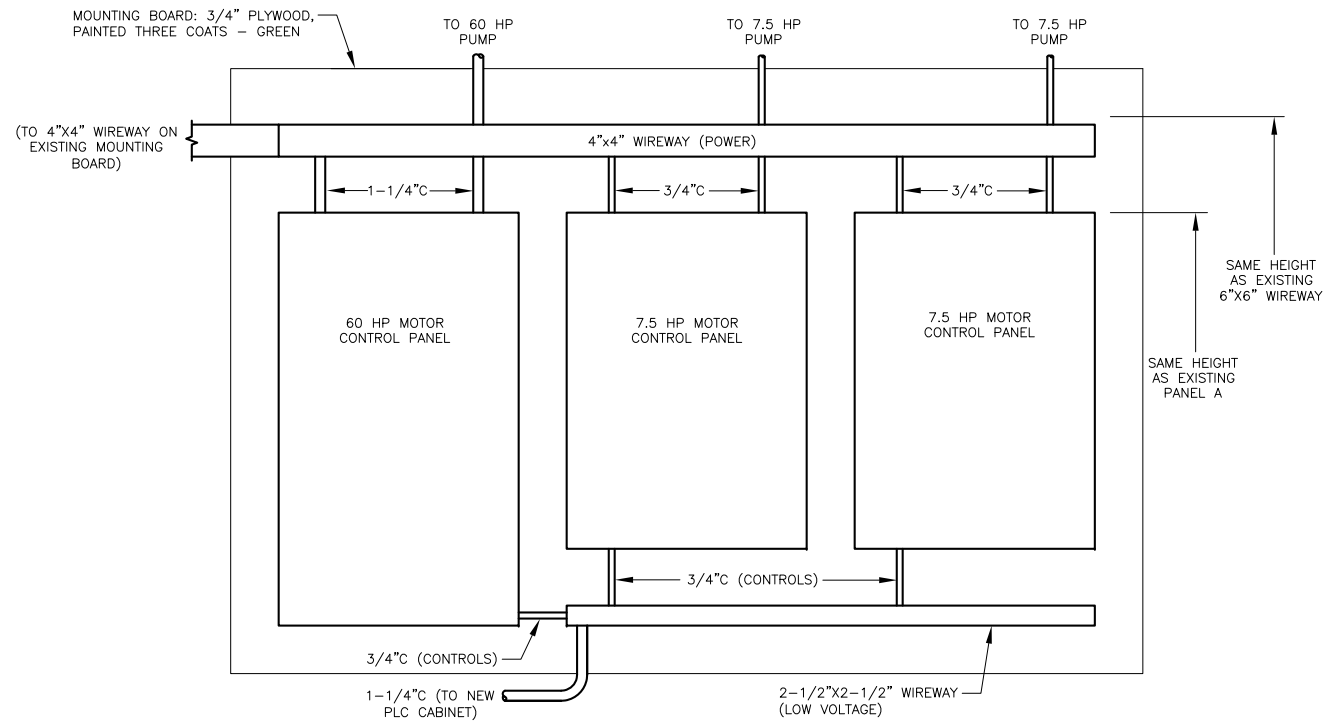 MOUNTING BOARD: 3/4" PLYWOOD,
PAINTED THREE COATS – GREEN
TO 60 HP
PUMP
TO 7.5 HP
PUMP
TO 7.5 HP
PUMP
(TO 4"X4" WIREWAY ON
EXISTING MOUNTING
BOARD)
4"x4" WIREWAY (POWER)
1–1/4"C
3/4"C
3/4"C
SAME HEIGHT
AS EXISTING
6"X6" WIREWAY
60 HP MOTOR
CONTROL PANEL
7.5 HP MOTOR
CONTROL PANEL
7.5 HP MOTOR
CONTROL PANEL
SAME HEIGHT
AS EXISTING
PANEL A
3/4"C (CONTROLS)
3/4"C (CONTROLS)
1–1/4"C (TO NEW
PLC CABINET)
2–1/2"X2–1/2" WIREWAY
(LOW VOLTAGE)